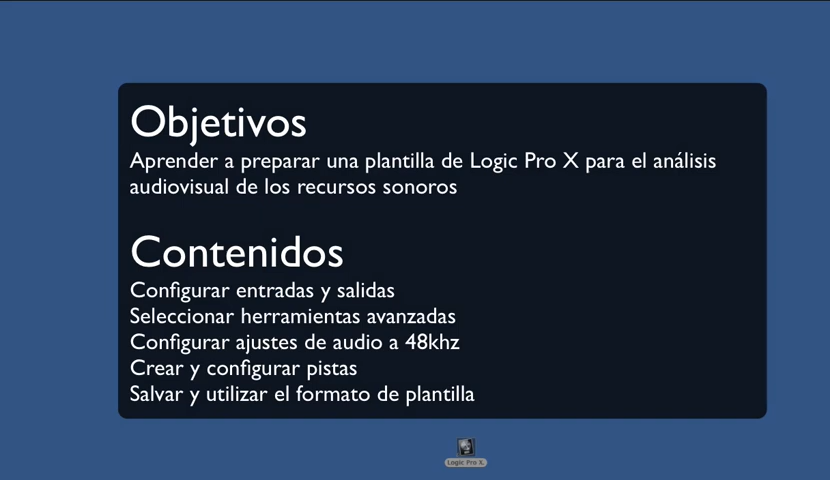 Objetivos
Aprender a preparar una plantilla de Logic Pro X para el análisis
audiovisual de los recursos sonoros
Contenidos
Configurar entradas y salidas
Seleccionar herramientas avanzadas
Configurar ajustes de audio a 48khz
Crear y configurar pistas
Salvar y utilizar el formato de plantilla
Logic Pro X